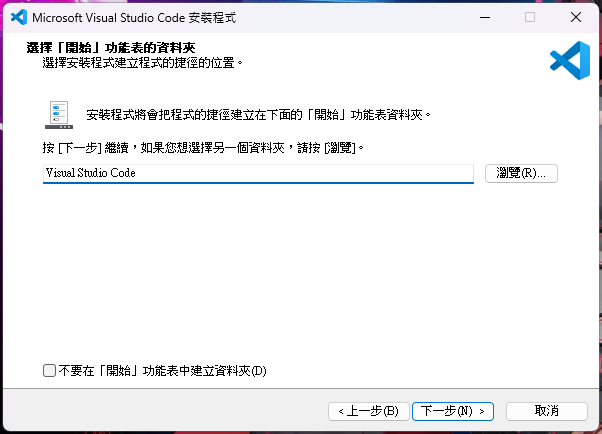 Microsoft Visual Studio Code 安裝程式
選擇「開始」功能表的資料夾
選擇安裝程式建立程式的捷徑的位置。
安裝程式將會把程式的捷徑建立在下面的「開始」功能表資料夾。
按 [下一步] 繼續，如果您想選擇另一個資料夾，請按 [瀏覽]。
Visual Studio Code
瀏覽(R)...
不要在「開始」功能表中建立資料夾(D)
< 上一步(B)
下一步(N) >
取消